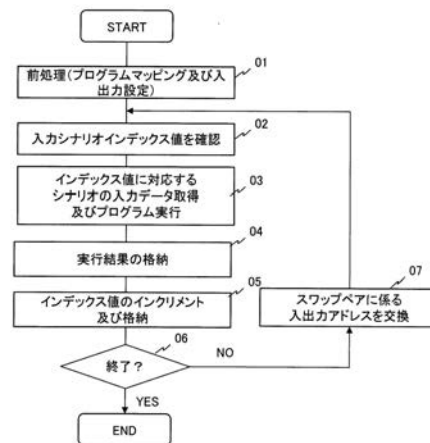 START
01
前処理(プログラムマッピング及び入
出力設定)
02
入力シナリオインデックス値を確認
03
インデックス値に対応する
シナリオの入力データ取得
及びプログラム実行
04
実行結果の格納
05
インデックス値のインクリメント
及び格納
06
終了?
NO
07
スワップペアに係る
入出力アドレスを交換
YES
END